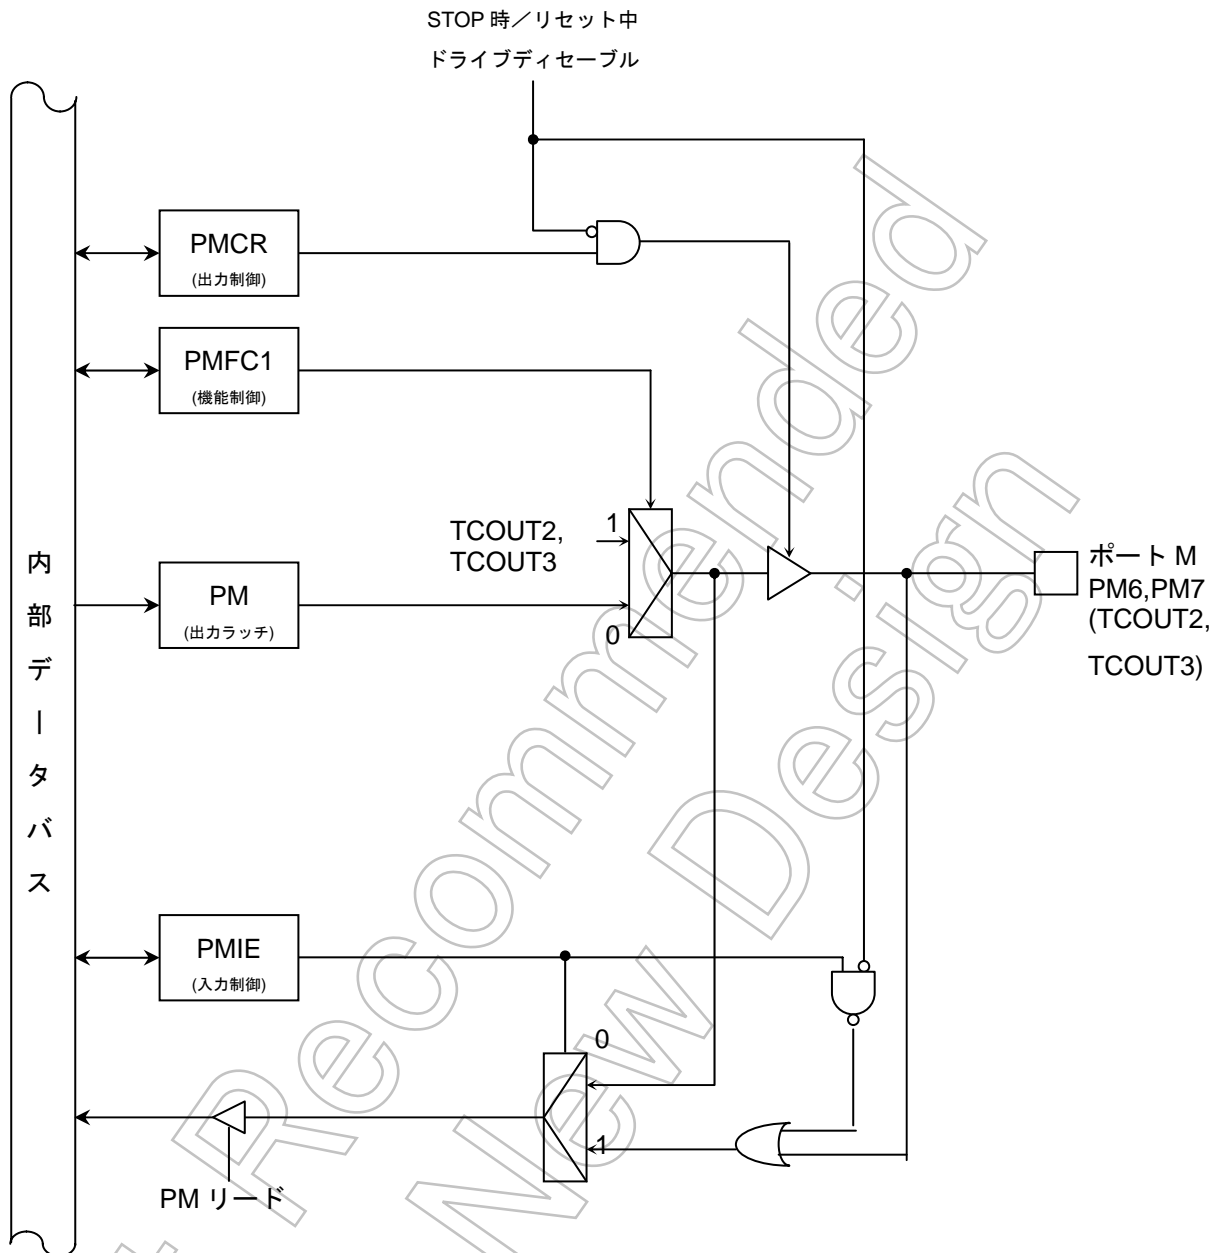 STOP 時／リセット中
ドライブディセーブル
PMCR
(出力制御)
PMFC1
(機能制御)
TCOUT2,
TCOUT3
1
0
PM
(出力ラッチ)
内部データバス
ポート M
PM6,PM7
(TCOUT2,
TCOUT3)
PMIE
(入力制御)
0
1
PM リード
Recommended
New Design